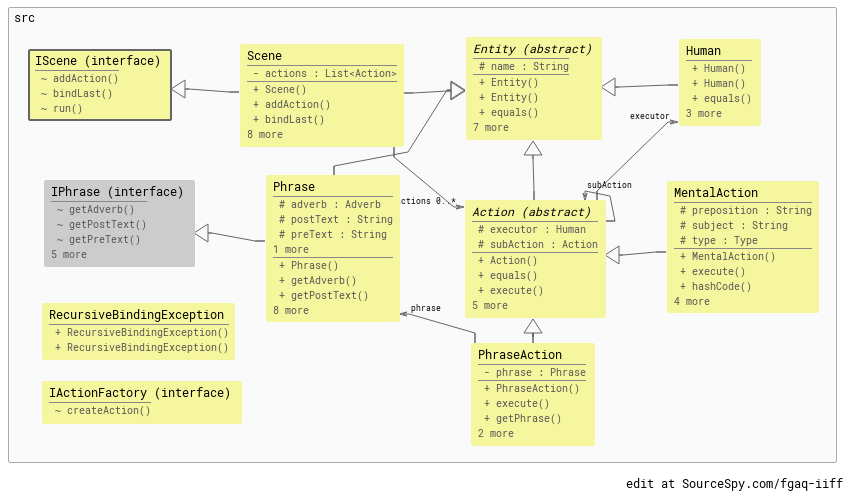 src
IScene (interface)
~ addAction()
~ bindLast()
~ run()
Scene
- actions : List<Action>
+ Scene()
+ addAction()
+ bindLast()
8 more
Entity (abstract)
# name : String
+ Entity()
+ Entity()
+ equals()
7 more
Human
+ Human()
+ Human()
+ equals()
3 more
executor
subAction
ctions 0..*
IPhrase (interface)
~ getAdverb()
~ getPostText()
~ getPreText()
5 more
Phrase
# adverb : Adverb
# postText : String
# preText : String
1 more
+ Phrase()
+ getAdverb()
+ getPostText()
8 more
Action (abstract)
# executor : Human
# subAction : Action
+ Action()
+ equals()
+ execute()
5 more
MentalAction
# preposition : String
# subject : String
# type : Type
+ MentalAction()
+ execute()
+ hashCode()
4 more
RecursiveBindingException
+ RecursiveBindingException()
+ RecursiveBindingException()
phrase
PhraseAction
- phrase : Phrase
+ PhraseAction()
+ execute()
+ getPhrase()
2 more
IActionFactory (interface)
~ createAction()
edit at SourceSpy.com/fgaq-iiff